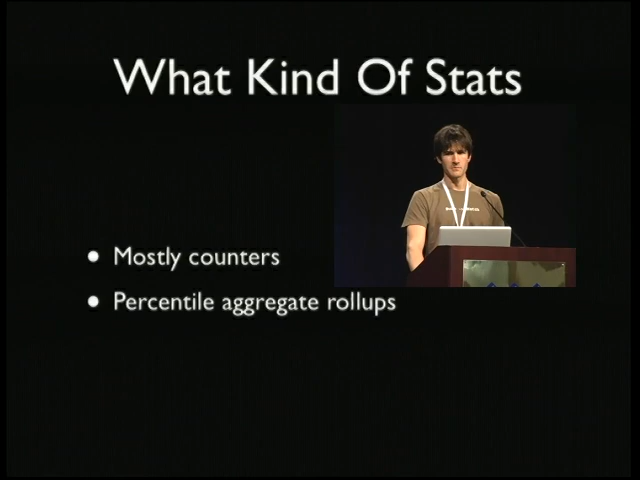 What Kind Of Stats
• Mostly counters
• Percentile aggregate rollups